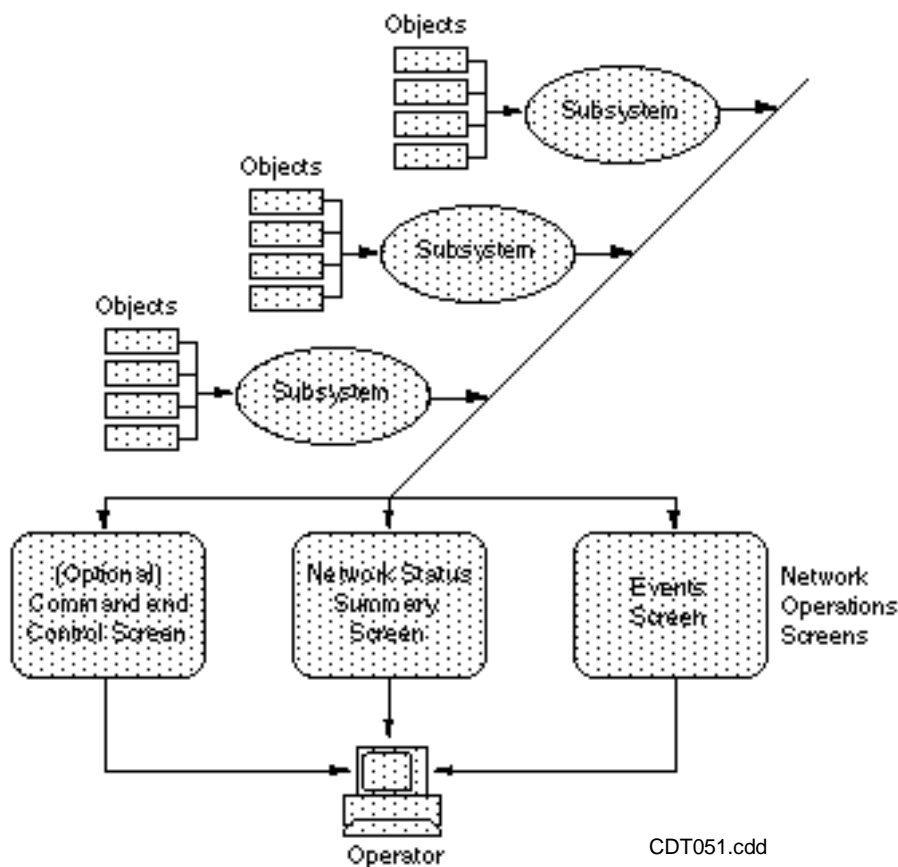 Objects
Subsystem
Objects
Subsystem
Objects
Subsystem
(Optional)
Command and
Control Screen
Network Status
Summary
Screen
Events
Screen
Network
Operations
Screens
Operator
CDT051.cdd